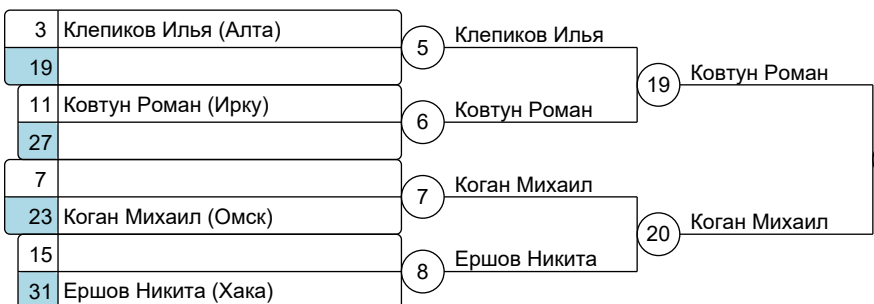 3 Клепиков Илья (Алта)
5 Клепиков Илья
19
19 Ковтун Роман
11 Ковтун Роман (Ирку)
6 Ковтун Роман
27
7
7 Коган Михаил
23 Коган Михаил (Омск)
20 Коган Михаил
15
8 Ершов Никита
31 Ершов Никита (Хака)